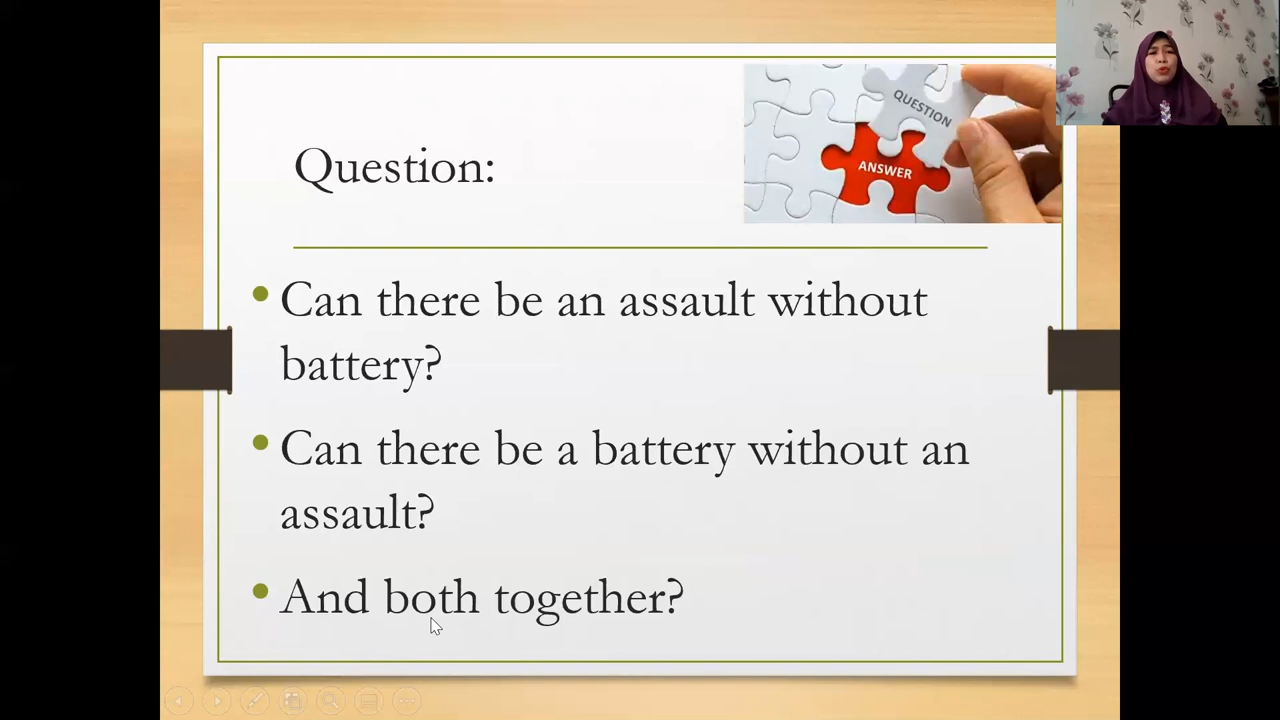 QUESTION
ANSWER
Question:
• Can there be an assault without
battery?
• Can there be a battery without an
assault?
• And both together?